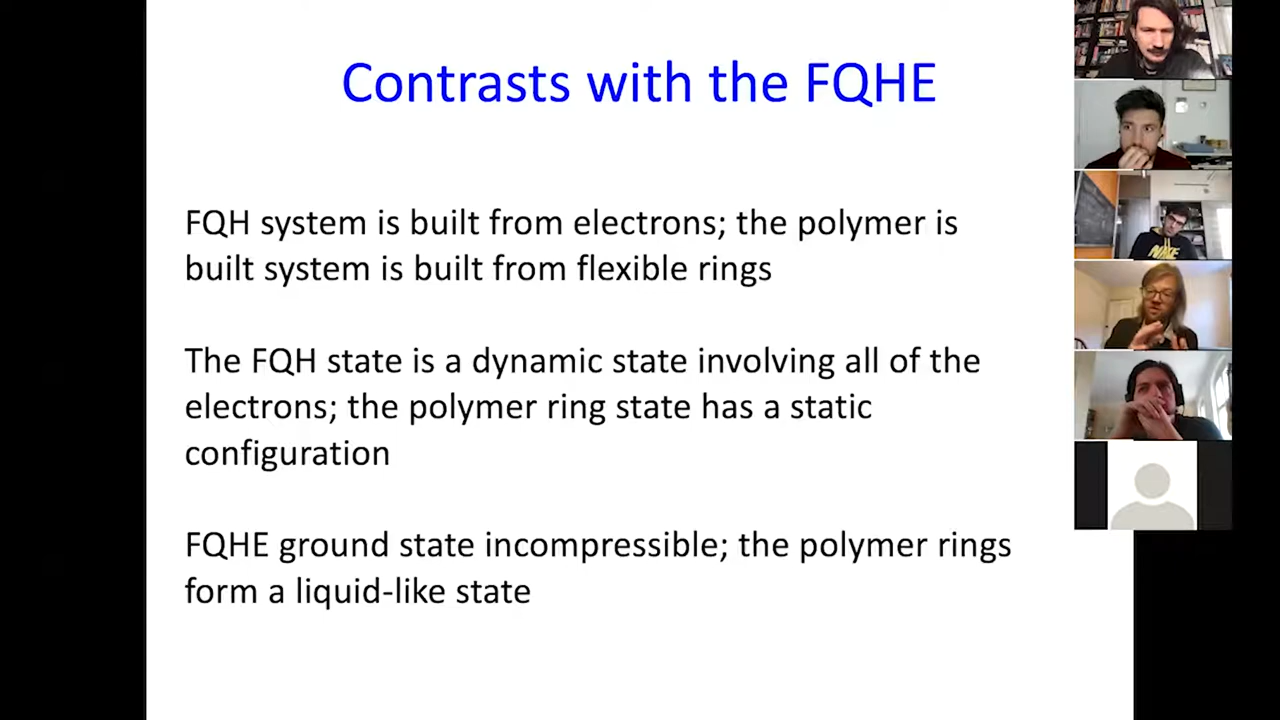 Contrasts with the FQHE
FQH system is built from electrons; the polymer is
built system is built from flexible rings
The FQH state is a dynamic state involving all of the
electrons; the polymer ring state has a static
configuration
FQHE ground state incompressible; the polymer rings
form a liquid-like state
NIKE